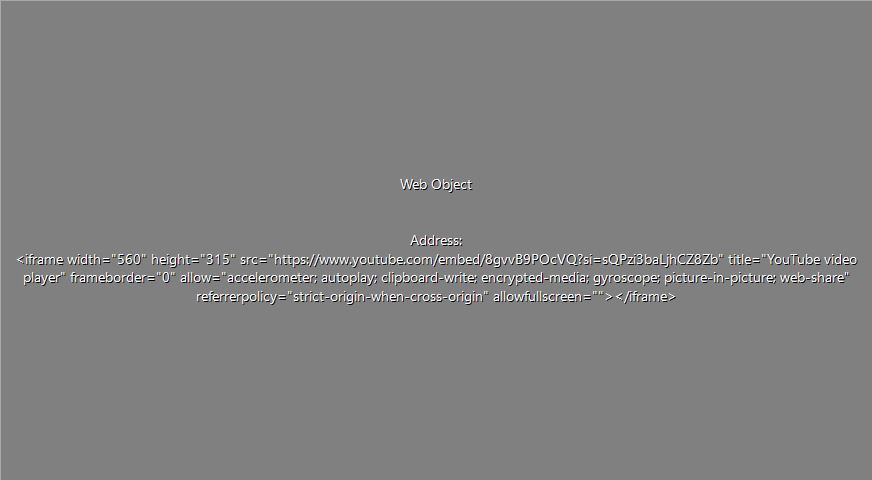 Web Object
Address:
<iframe width="560" height="315" src="https://www.youtube.com/embed/8gvvB9POcVQ?si=sQPzi3baLjhCZ8Zb" title="YouTube video
player" frameborder="0" allow="accelerometer; autoplay; clipboard-write; encrypted-media; gyroscope; picture-in-picture; web-share"
referrerpolicy="strict-origin-when-cross-origin" allowfullscreen=""></iframe>